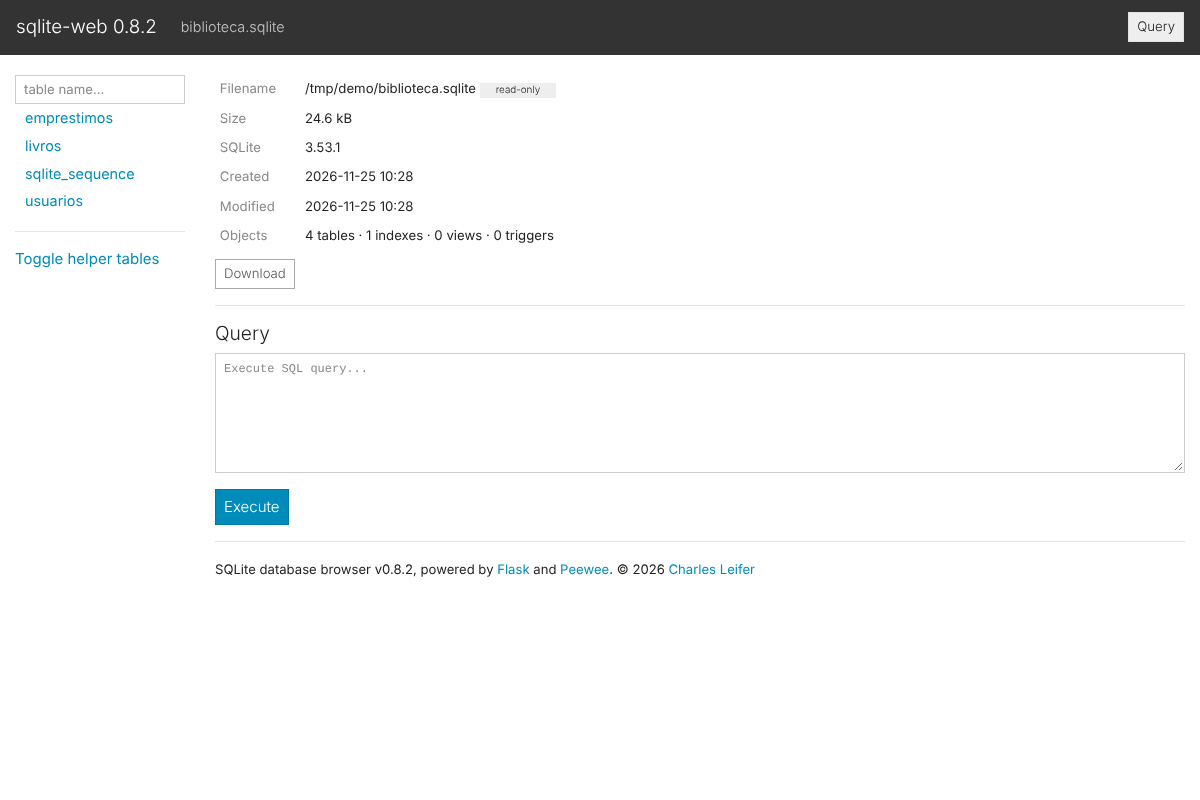 sqlite-web 0.8.2 biblioteca.sqlite Query
table name...
emprestimos
livros
sqlite_sequence
usuarios
Toggle helper tables
Filename /tmp/demo/biblioteca.sqlite read-only
Size 24.6 kB
SQLite 3.53.1
Created 2026-11-25 10:28
Modified 2026-11-25 10:28
Objects 4 tables · 1 indexes · 0 views · 0 triggers
Download
Query
Execute SQL query...
Execute
SQLite database browser v0.8.2, powered by Flask and Peewee. © 2026 Charles Leifer